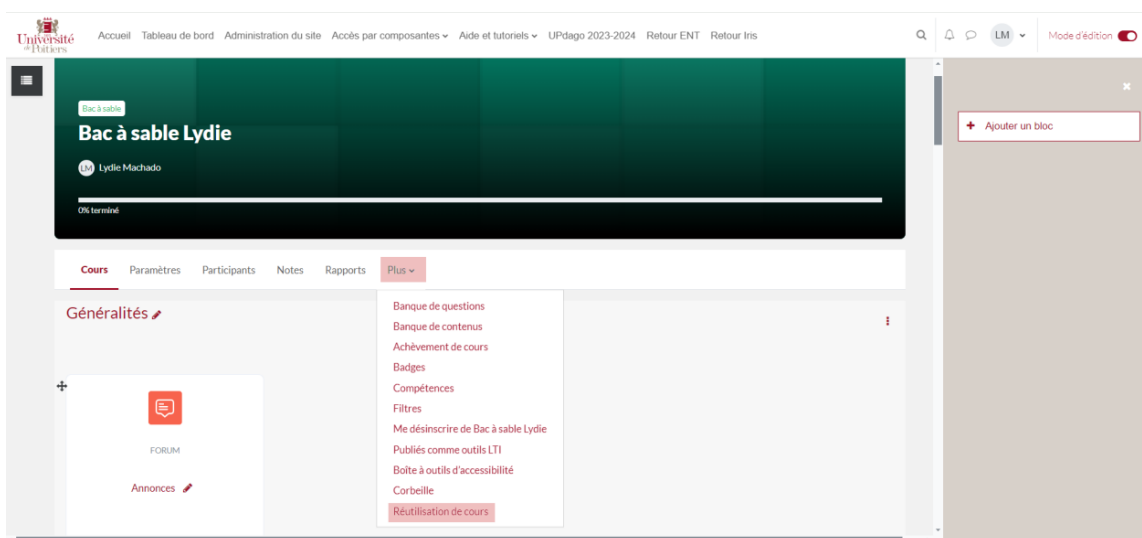 Université
de Poitiers
Accueil Tableau de bord Administration du site Accès par composantes Aide et tutoriels UPdago 2023-2024 Retour ENT Retour Iris
LM
Mode d'édition
Bac à sable
Bac à sable Lydie
LM Lydie Machado
0% terminé
+ Ajouter un bloc
Cours Paramètres Participants Notes Rapports Plus
Généralités
Banque de questions
Banque de contenus
Achèvement de cours
Badges
Compétences
Filtres
Me désinscrire de Bac à sable Lydie
Publiés comme outils LTI
Boîte à outils d'accessibilité
Corbeille
Réutilisation de cours
FORUM
Annonces